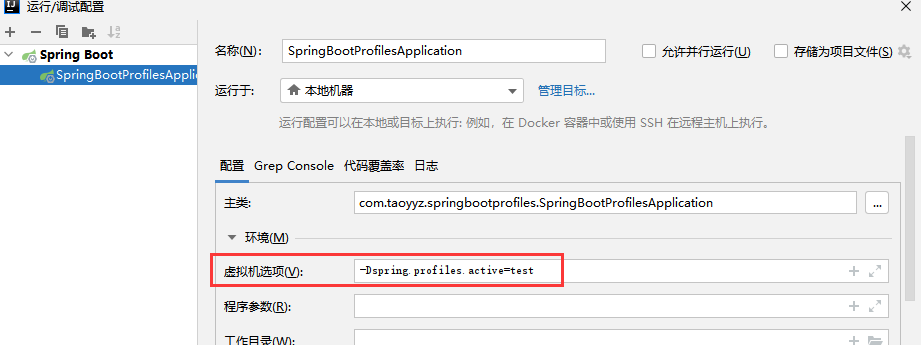 运行/调试配置
Spring Boot
SpringBootProfilesApplic
名称(N): SpringBootProfilesApplication 允许并行运行(U) 存储为项目文件(S)
运行于: 本地机器 管理目标...
运行配置可以在本地或目标上执行: 例如，在 Docker 容器中或使用 SSH 在远程主机上执行。
配置 Grep Console 代码覆盖率 日志
主类: com.taoyyz.springbootprofiles.SpringBootProfilesApplication ...
环境(M)
虚拟机选项(V): -Dspring.profiles.active=test
程序参数(R):
工作目录(W):